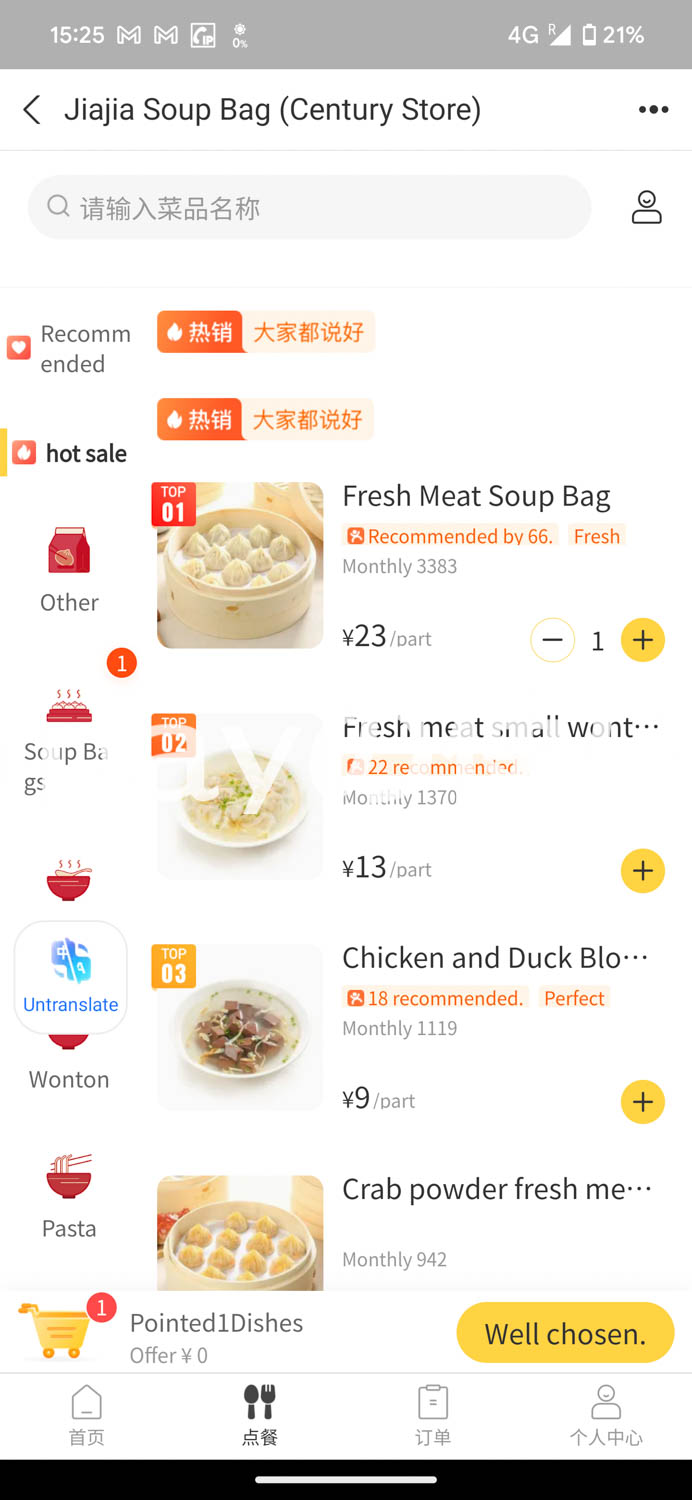 15:25
0%
4G R 21%
Jiajia Soup Bag (Century Store)
请输入菜品名称
Recomm
ended
热销 大家都说好
热销 大家都说好
hot sale
TOP
01
Fresh Meat Soup Bag
Recommended by 66. Fresh
Monthly 3383
¥23/part
1
Other
1
Soup Ba
gs
TOP
02
Fresh meat small wont···
22 recommended.
Monthly 1370
¥13/part
中
Untranslate
Wonton
TOP
03
Chicken and Duck Blo···
18 recommended. Perfect
Monthly 1119
¥9/part
Pasta
Crab powder fresh me···
Monthly 942
1
Pointed1Dishes
Offer ¥ 0
Well chosen.
首页
点餐
订单
个人中心